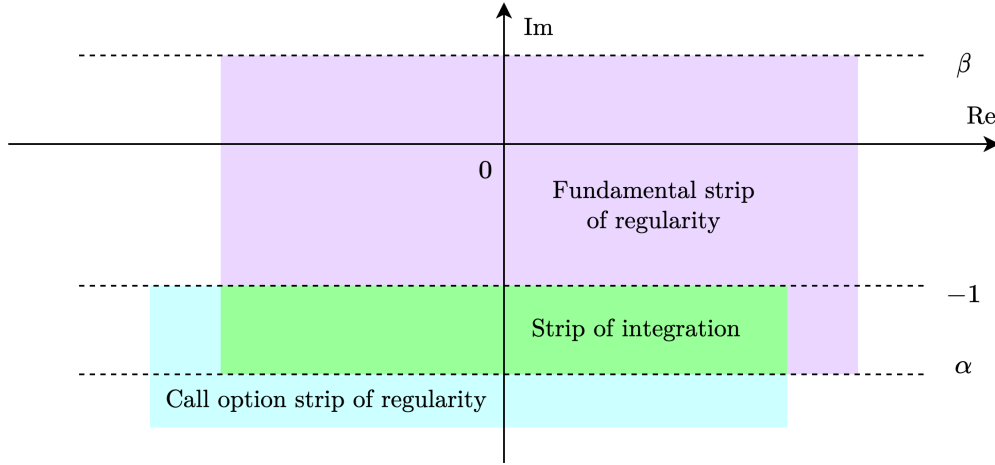 Im
β
Re
0
Fundamental strip
of regularity
−1
Strip of integration
α
Call option strip of regularity